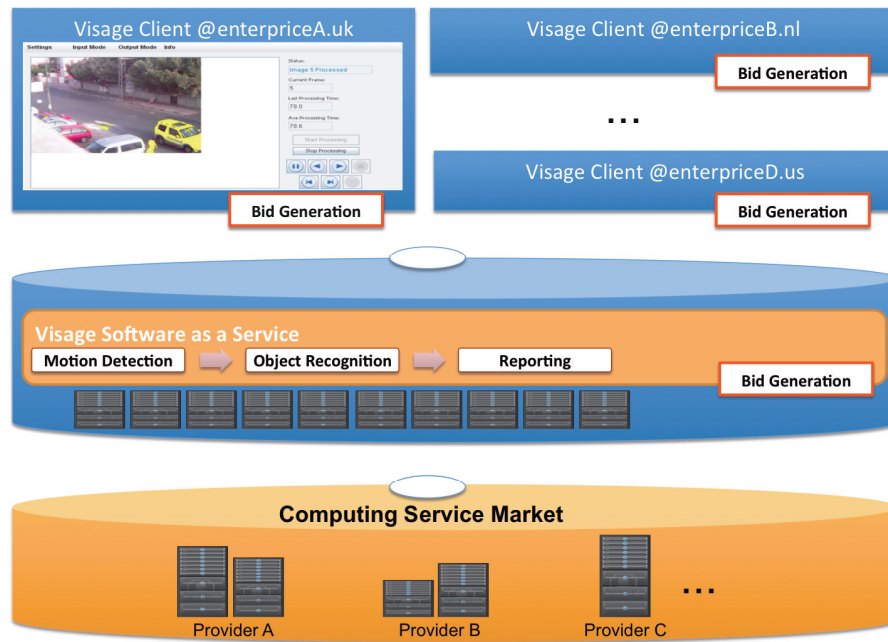 Visage Client @enterpriceA.uk
Settings Input Mode Output Mode Info
Status:
Image 5 Processed
Current Frame:
5
Last Processing Time:
78.0
Ave Processing Time:
78.6
Start Processing
Stop Processing
Bid Generation
Visage Client @enterpriceB.nl
Bid Generation
...
Visage Client @enterpriceD.us
Bid Generation
Visage Software as a Service
Motion Detection
Object Recognition
Reporting
Bid Generation
Computing Service Market
...
Provider A
Provider B
Provider C